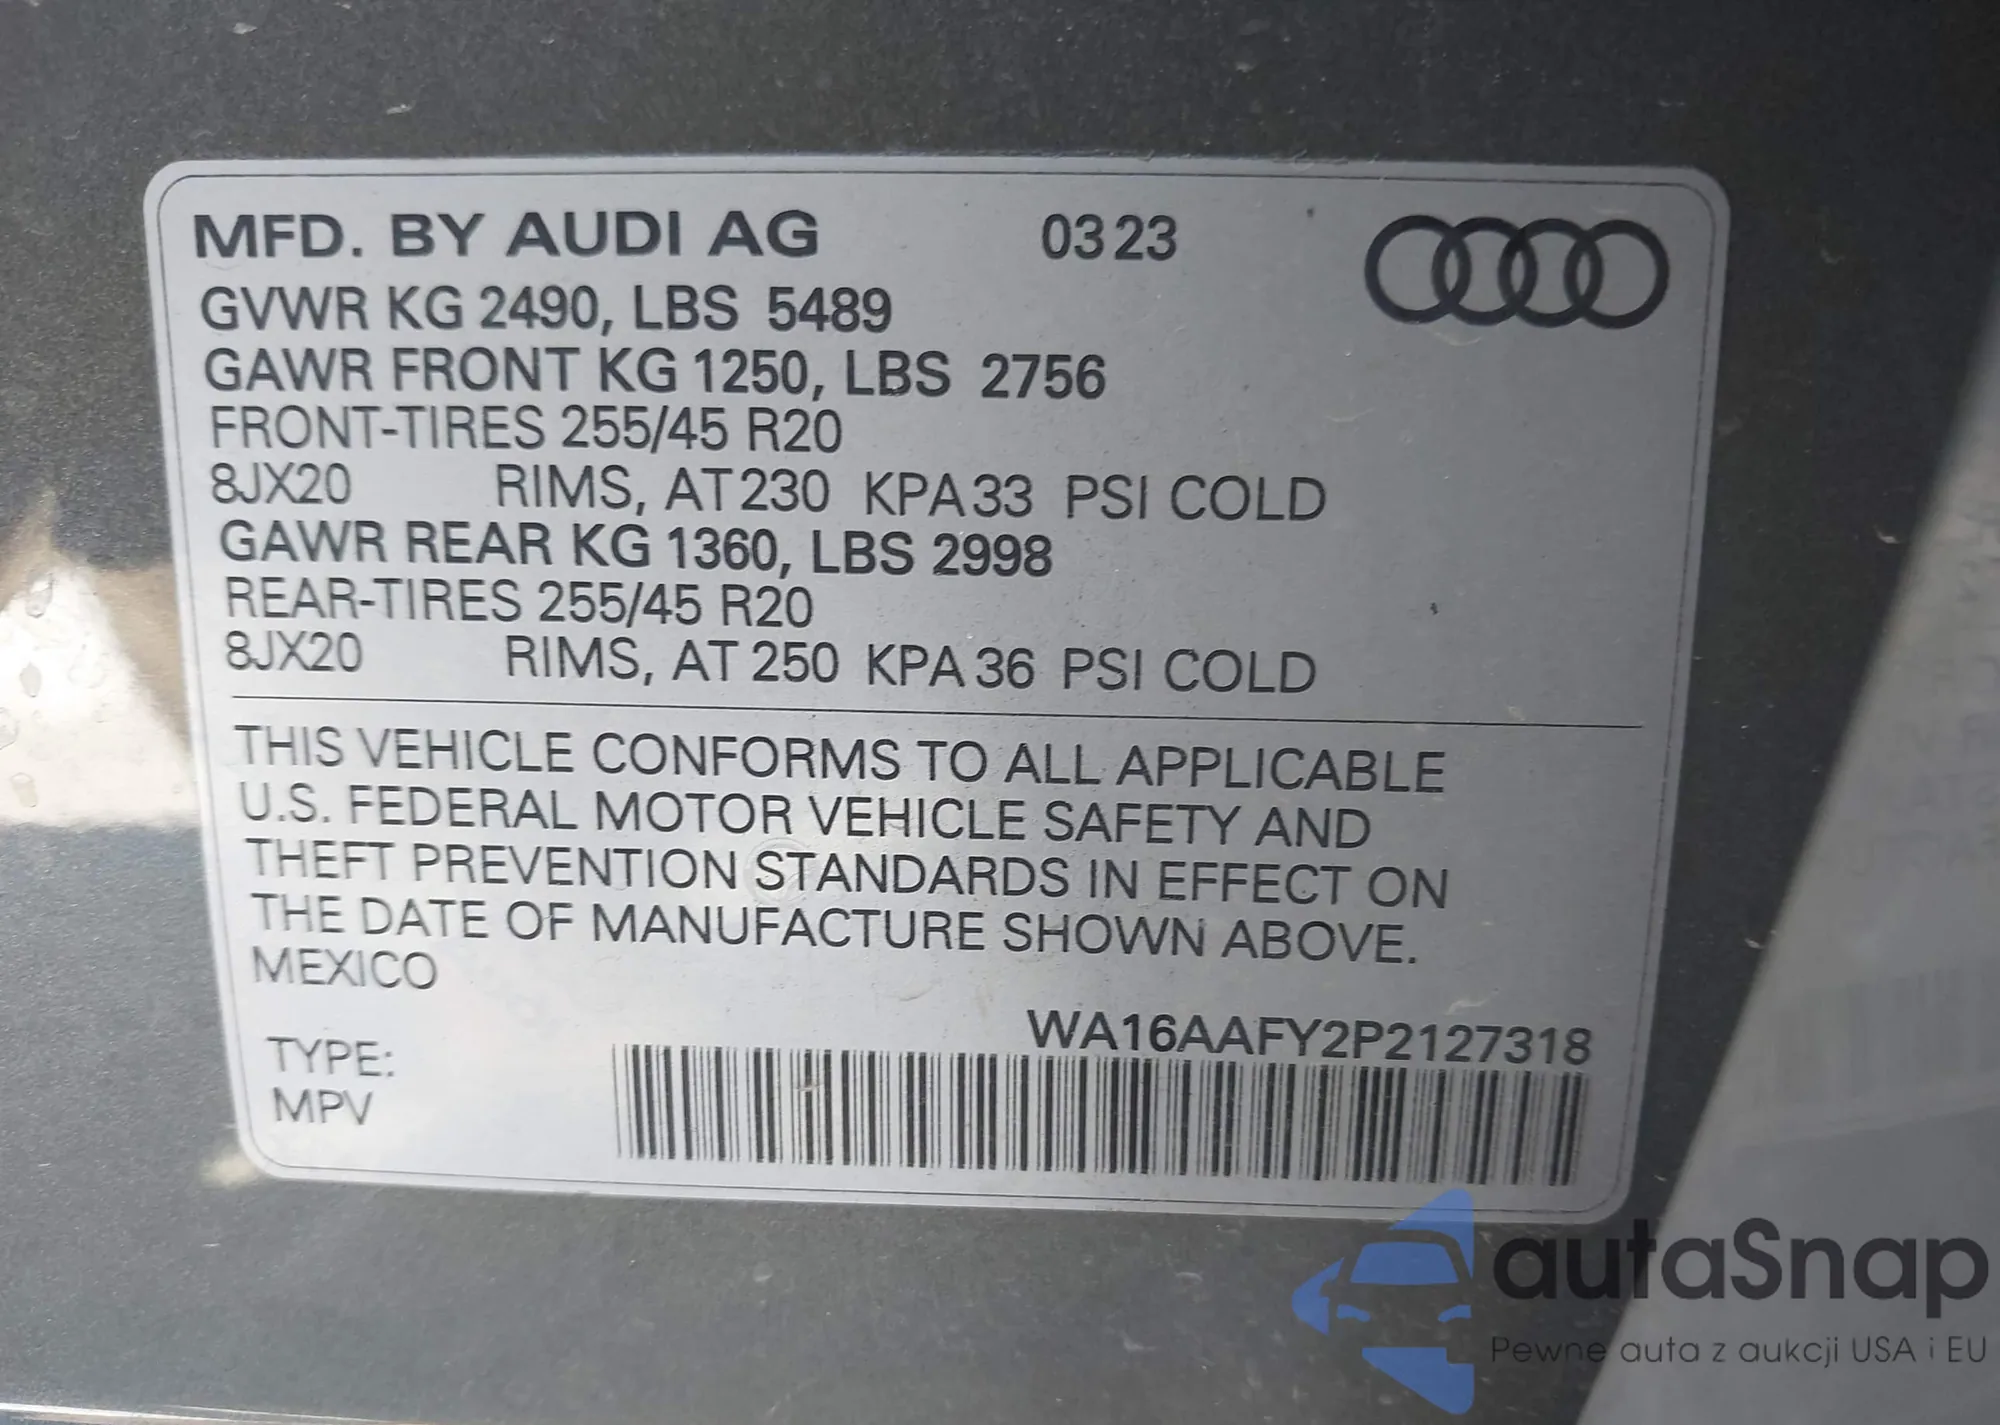 MFD. BY AUDI AG 0323
GVWR KG 2490, LBS 5489
GAWR FRONT KG 1250, LBS 2756
FRONT-TIRES 255/45 R20
8JX20 RIMS, AT 230 KPA 33 PSI COLD
GAWR REAR KG 1360, LBS 2998
REAR-TIRES 255/45 R20
8JX20 RIMS, AT 250 KPA 36 PSI COLD
THIS VEHICLE CONFORMS TO ALL APPLICABLE
U.S. FEDERAL MOTOR VEHICLE SAFETY AND
THEFT PREVENTION STANDARDS IN EFFECT ON
THE DATE OF MANUFACTURE SHOWN ABOVE.
MEXICO
WA16AAFY2P2127318
TYPE:
MPV
autaSnap
Pewne auta z aukcji USA i EU